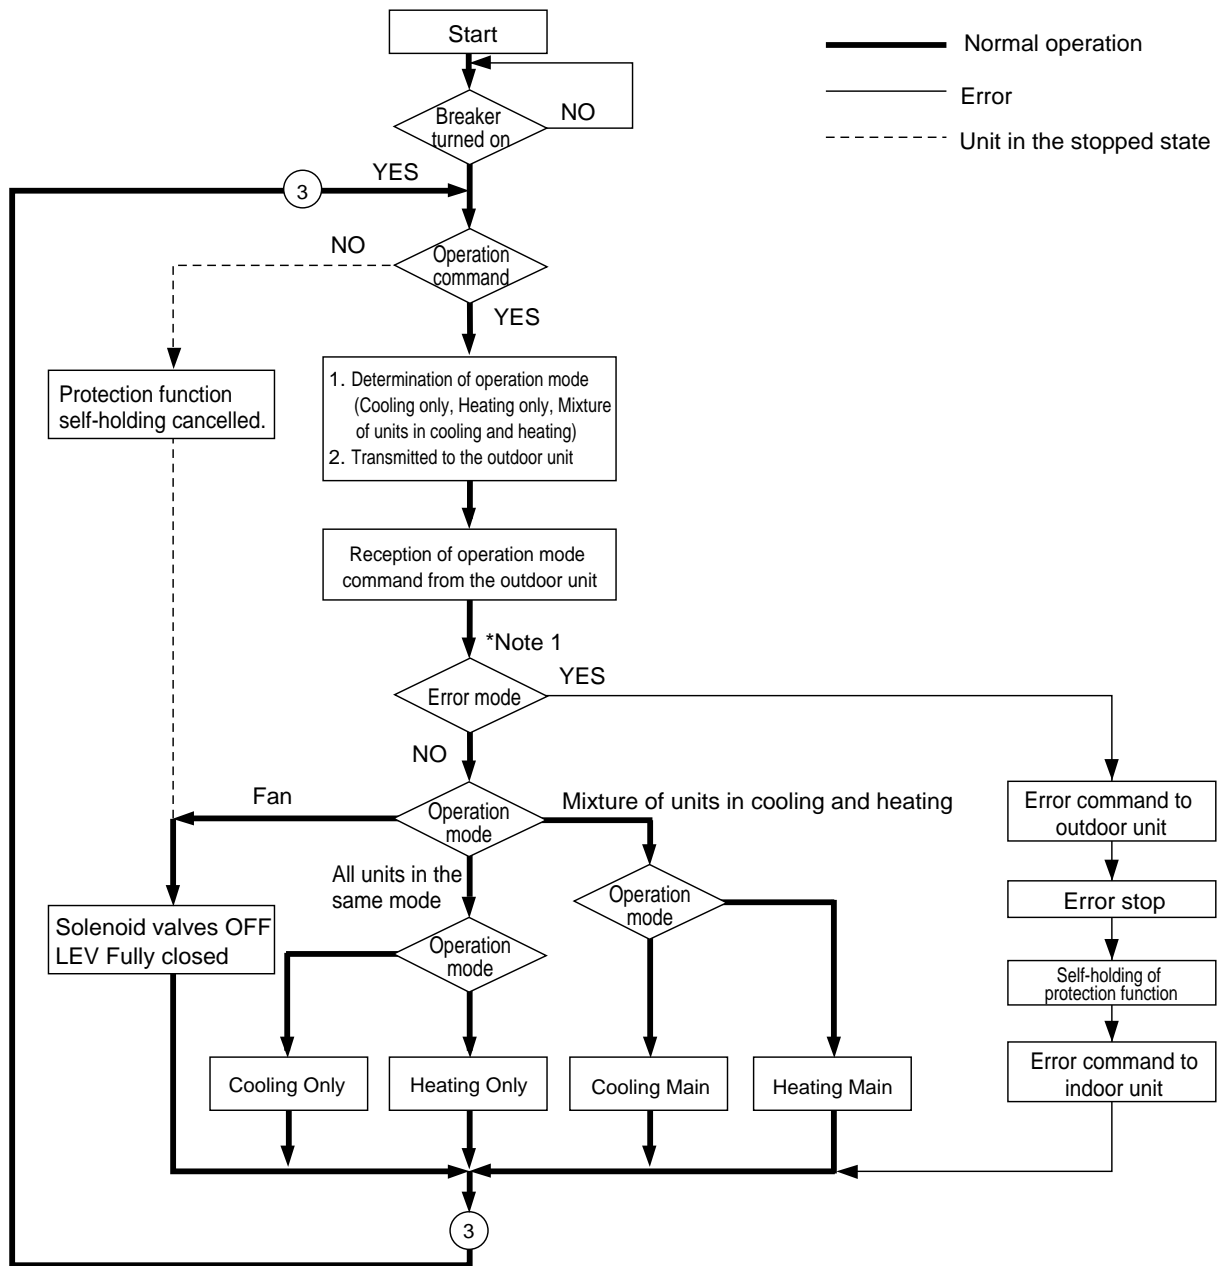 Start
Normal operation
Error
Unit in the stopped state
Breaker
turned on
NO
YES
3
NO
Operation
command
YES
Protection function
self-holding cancelled.
1. Determination of operation mode
(Cooling only, Heating only, Mixture
of units in cooling and heating)
2. Transmitted to the outdoor unit
Reception of operation mode
command from the outdoor unit
*Note 1
YES
Error mode
NO
Fan
Operation
mode
Mixture of units in cooling and heating
Error command to
outdoor unit
All units in the
same mode
Operation
mode
Error stop
Solenoid valves OFF
LEV Fully closed
Operation
mode
Self-holding of
protection function
Cooling Only
Heating Only
Cooling Main
Heating Main
Error command to
indoor unit
3